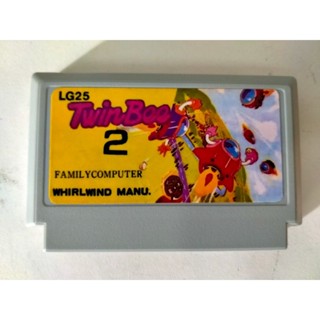 LG25
TwinBee
2
FAMILYCOMPUTER
WHIRLWIND MANU.